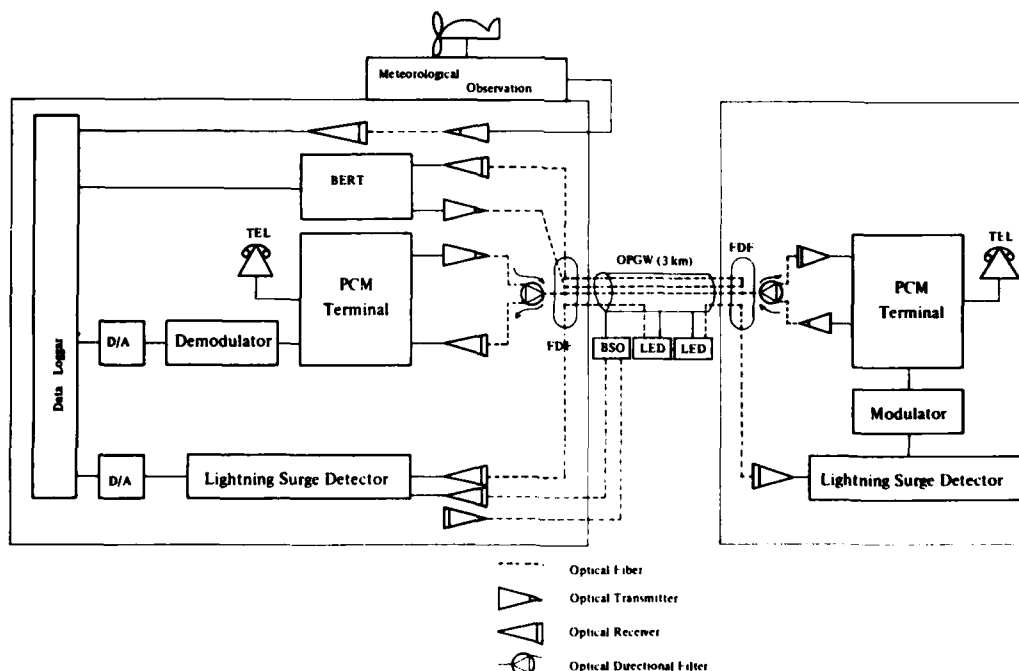 Meteorological
Observation
BERT
TEL
PCM
Terminal
D/A
Demodulator
Data Loggar
D/A
Lightning Surge Detector
FDF
OPGW (3 km)
BSO
LED
LED
FDF
PCM
Terminal
TEL
Modulator
Lightning Surge Detector
Optical Fiber
Optical Transmitter
Optical Receiver
Optical Directional Filter